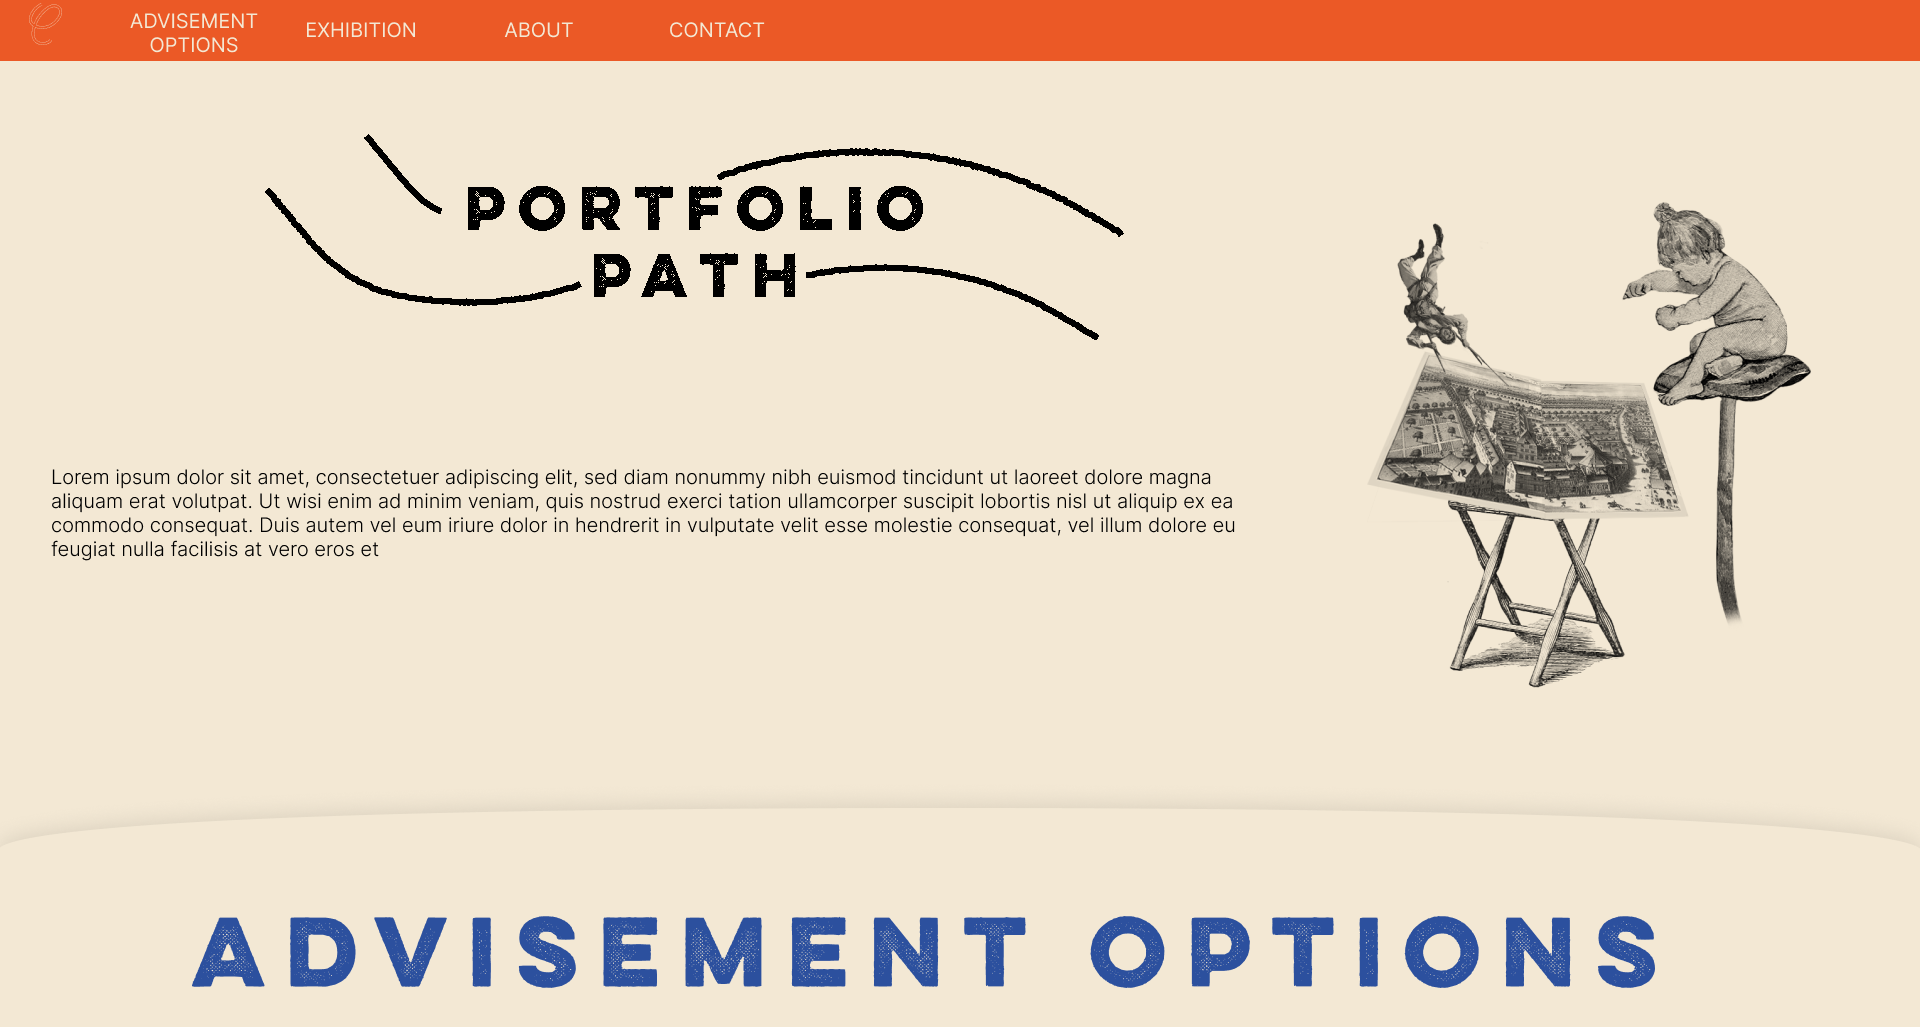 ADVISEMENT
OPTIONS
EXHIBITION
ABOUT
CONTACT
PORTFOLIO
PATH
Lorem ipsum dolor sit amet, consectetuer adipiscing elit, sed diam nonummy nibh euismod tincidunt ut laoreet dolore magna
aliquam erat volutpat. Ut wisi enim ad minim veniam, quis nostrud exerci tation ullamcorper suscipit lobortis nisl ut aliquip ex ea
commodo consequat. Duis autem vel eum iriure dolor in hendrerit in vulputate velit esse molestie consequat, vel illum dolore eu
feugiat nulla facilisis at vero eros et
ADVISEMENT OPTIONS